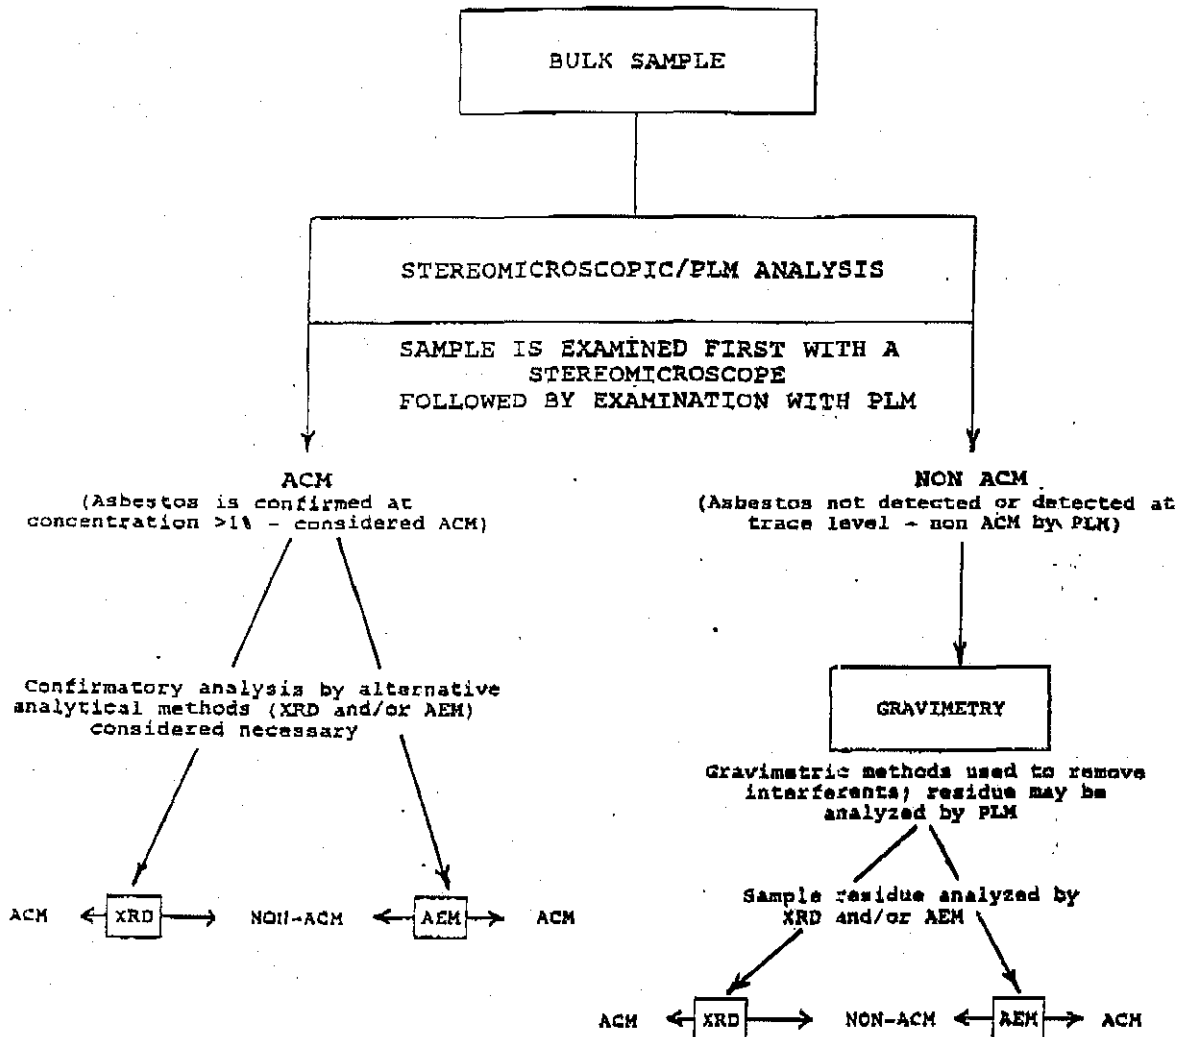 BULK SAMPLE
STEREOMICROSCOPIC/PLM ANALYSIS
SAMPLE IS EXAMINED FIRST WITH A
STEREOMICROSCOPE
FOLLOWED BY EXAMINATION WITH PLM
ACM
(Asbestos is confirmed at
concentration >1% - considered ACM)
NON ACM
(Asbestos not detected or detected at
trace level - non ACM by PLM)
Confirmatory analysis by alternative
analytical methods (XRD and/or AEM)
considered necessary
GRAVIMETRY
Gravimetric methods used to remove
interferents; residue may be
analyzed by PLM
ACM XRD NON-ACM AEM ACM
Sample residue analyzed by
XRD and/or AEM
ACM XRD NON-ACM AEM ACM